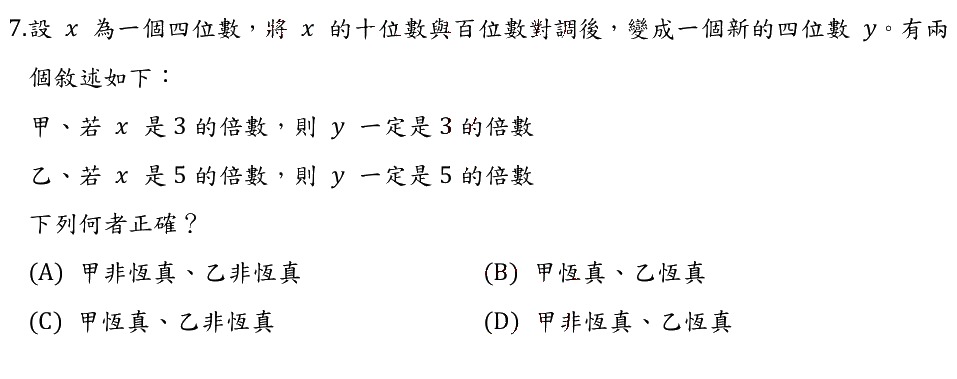 7.設 x 為一個四位數,將 x 的十位數與百位數對調後,變成一個新的四位數 y。有兩
個敘述如下:
甲、若 x 是 3 的倍數,則 y 一定是 3 的倍數
乙、若 x 是 5 的倍數,則 y 一定是 5 的倍數
下列何者正確?
(A) 甲非恆真、乙非恆真 (B) 甲恆真、乙恆真
(C) 甲恆真、乙非恆真 (D) 甲非恆真、乙恆真